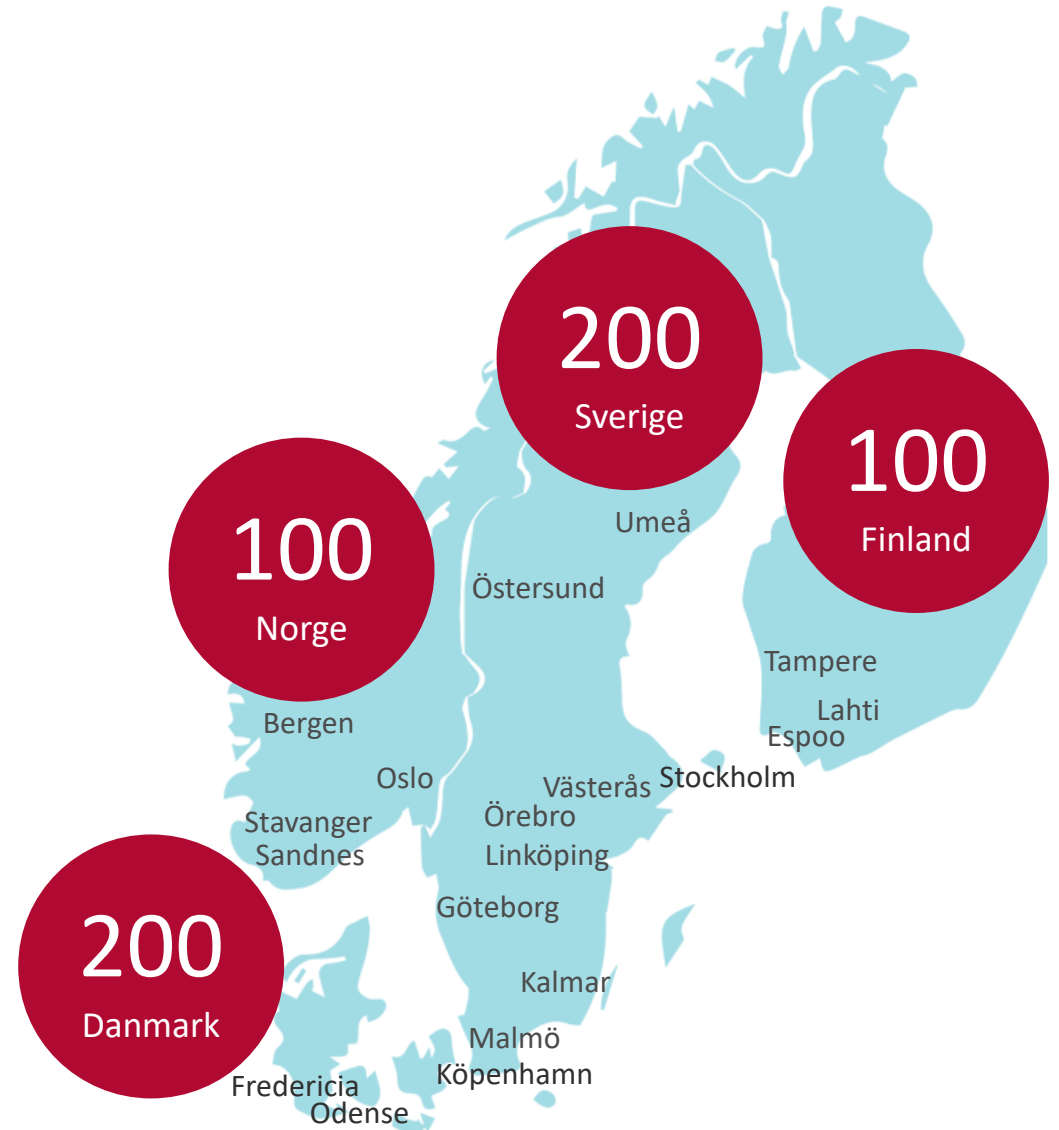 200
Sverige
100
Finland
100
Norge
Umeå
Östersund
Tampere
Lahti
Espoo
Bergen
Oslo
Västerås
Stockholm
Örebro
Stavanger
Sandnes
Linköping
Göteborg
200
Danmark
Kalmar
Malmö
Köpenhamn
Fredericia
Odense